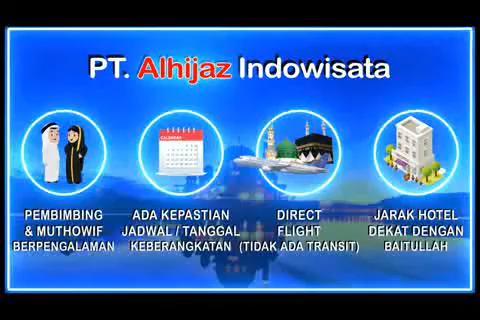 PT. Alhijaz Indowisata
CALENDAR
PEMBIMBING
& MUTHOWIF
BERPENGALAMAN
ADA KEPASTIAN
JADWAL / TANGGAL
KEBERANGKATAN
DIRECT
FLIGHT
(TIDAK ADA TRANSIT)
JARAK HOTEL
DEKAT DENGAN
BAITULLAH